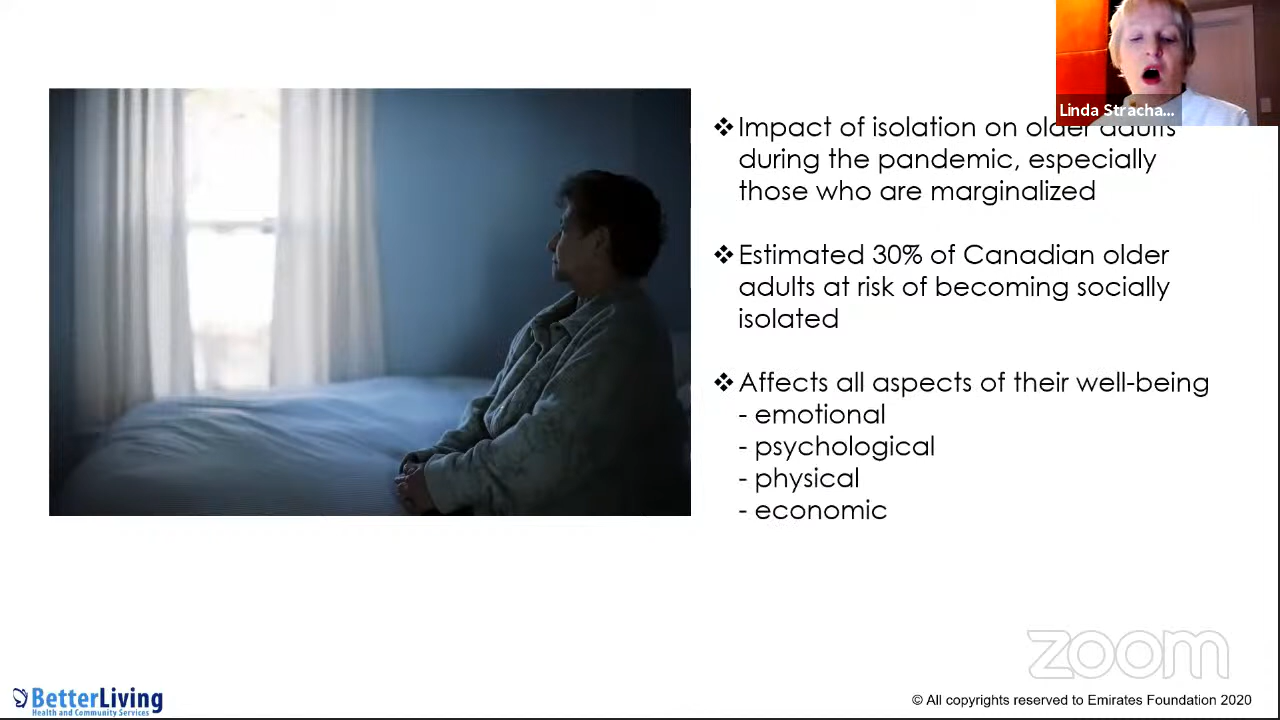 Linda Stracha...
❖ Impact of isolation on older adults
during the pandemic, especially
those who are marginalized
❖ Estimated 30% of Canadian older
adults at risk of becoming socially
isolated
❖ Affects all aspects of their well-being
- emotional
- psychological
- physical
- economic
zoom
BetterLiving
Health and Community Services
© All copyrights reserved to Emirates Foundation 2020